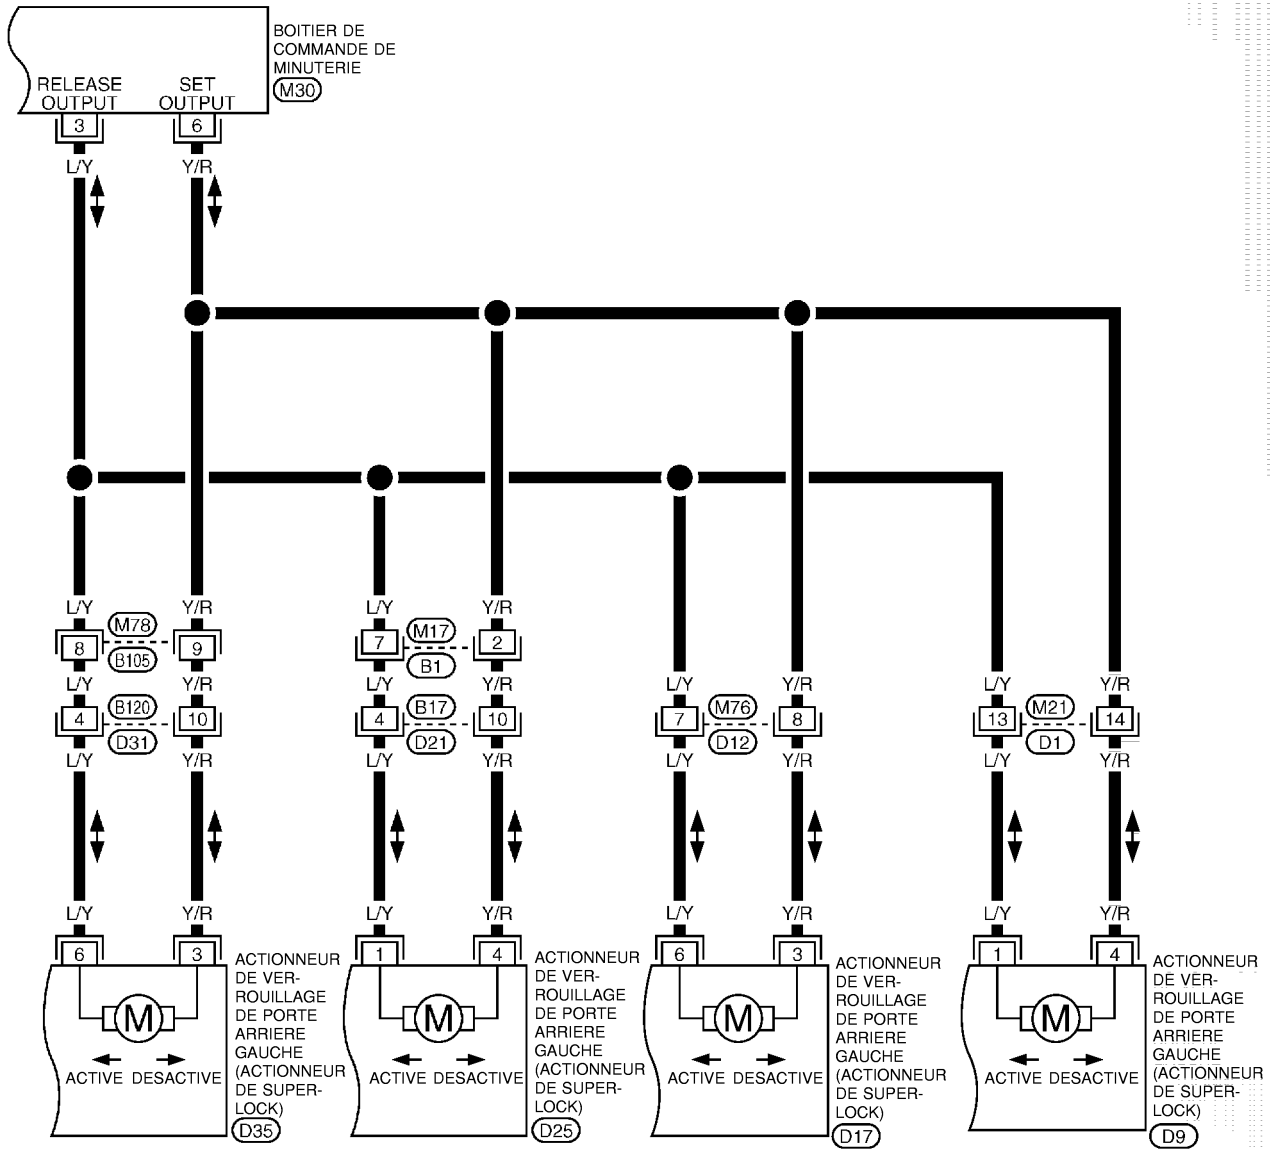 BOITIER DE
COMMANDE DE
MINUTERIE
M30
RELEASE OUTPUT
SET OUTPUT
3 6
L/Y Y/R
L/Y Y/R L/Y Y/R
8 M78 9 7 M17 2
B105 B1
L/Y Y/R L/Y Y/R L/Y Y/R L/Y Y/R
4 B120 10 4 B17 10 7 M76 8 13 M21 14
D31 D21 D12 D1
L/Y Y/R L/Y Y/R L/Y Y/R L/Y Y/R
L/Y Y/R L/Y Y/R L/Y Y/R L/Y Y/R
6 3 1 4 6 3 1 4
M
ACTIVE DESACTIVE
ACTIONNEUR
DE VER-
ROUILLAGE
DE PORTE
ARRIERE
GAUCHE
(ACTIONNEUR
DE SUPER-
LOCK)
D35
M
ACTIVE DESACTIVE
ACTIONNEUR
DE VER-
ROUILLAGE
DE PORTE
ARRIERE
GAUCHE
(ACTIONNEUR
DE SUPER-
LOCK)
D25
M
ACTIVE DESACTIVE
ACTIONNEUR
DE VER-
ROUILLAGE
DE PORTE
ARRIERE
GAUCHE
(ACTIONNEUR
DE SUPER-
LOCK)
D17
M
ACTIVE DESACTIVE
ACTIONNEUR
DE VER-
ROUILLAGE
DE PORTE
ARRIERE
GAUCHE
(ACTIONNEUR
DE SUPER-
LOCK)
D9